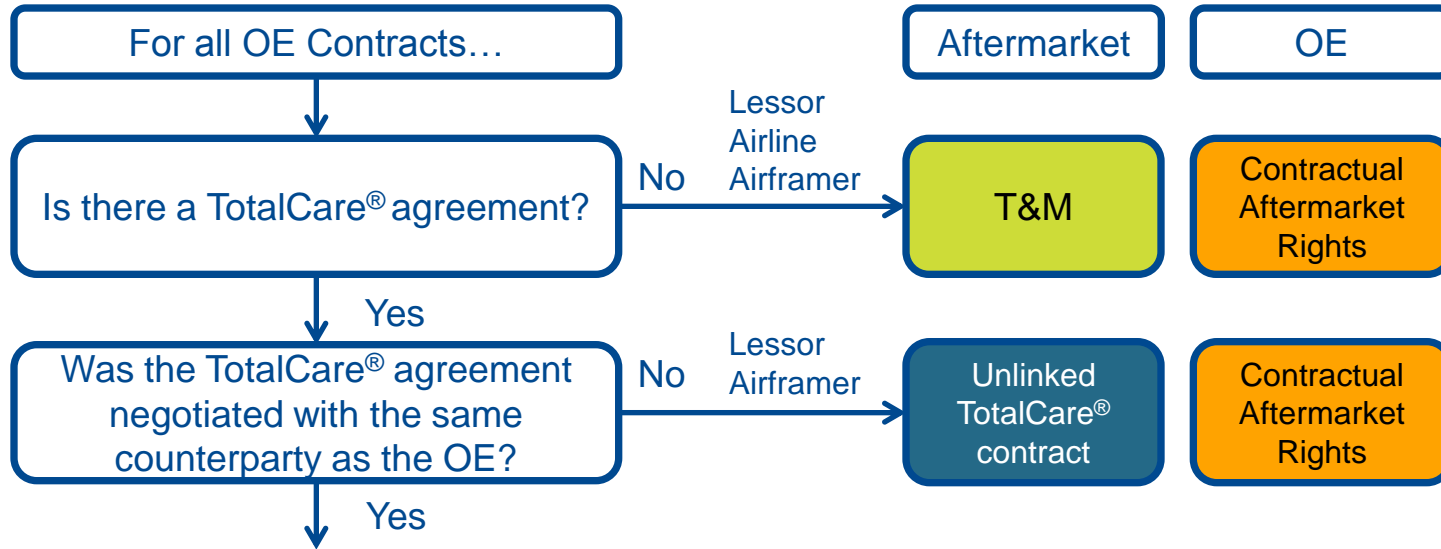 For all OE Contracts…
Aftermarket
OE
Is there a TotalCare® agreement?
No
Lessor
Airline
Airframer
T&M
Contractual
Aftermarket
Rights
Yes
Was the TotalCare® agreement
negotiated with the same
counterparty as the OE?
No
Lessor
Airframer
Unlinked
TotalCare®
contract
Contractual
Aftermarket
Rights
Yes